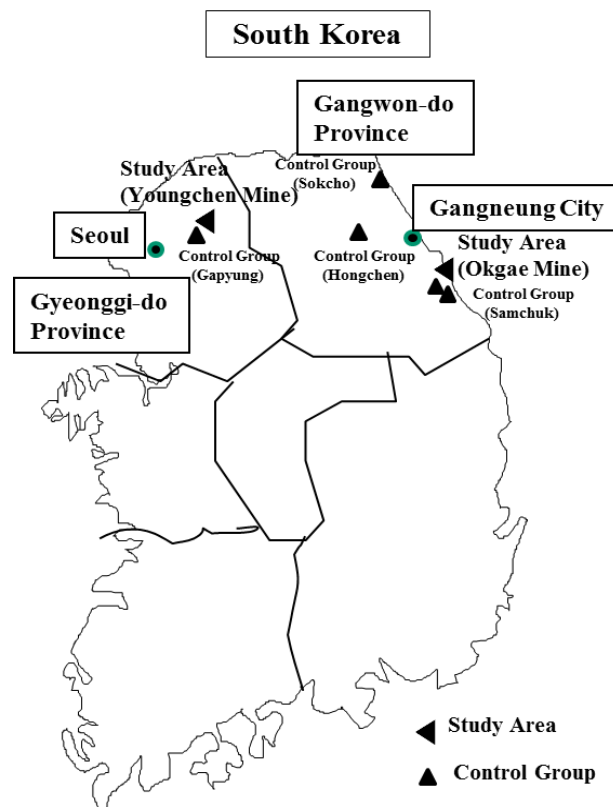 South Korea
Gangwon-do
Province
Control Group
(Sokcho)
Study Area
(Youngchen Mine)
Gangneung City
Seoul
Control Group
(Gapyung)
Control Group
(Hongchen)
Study Area
(Okgae Mine)
Gyeonggi-do
Province
Control Group
(Samchuk)
Study Area
Control Group